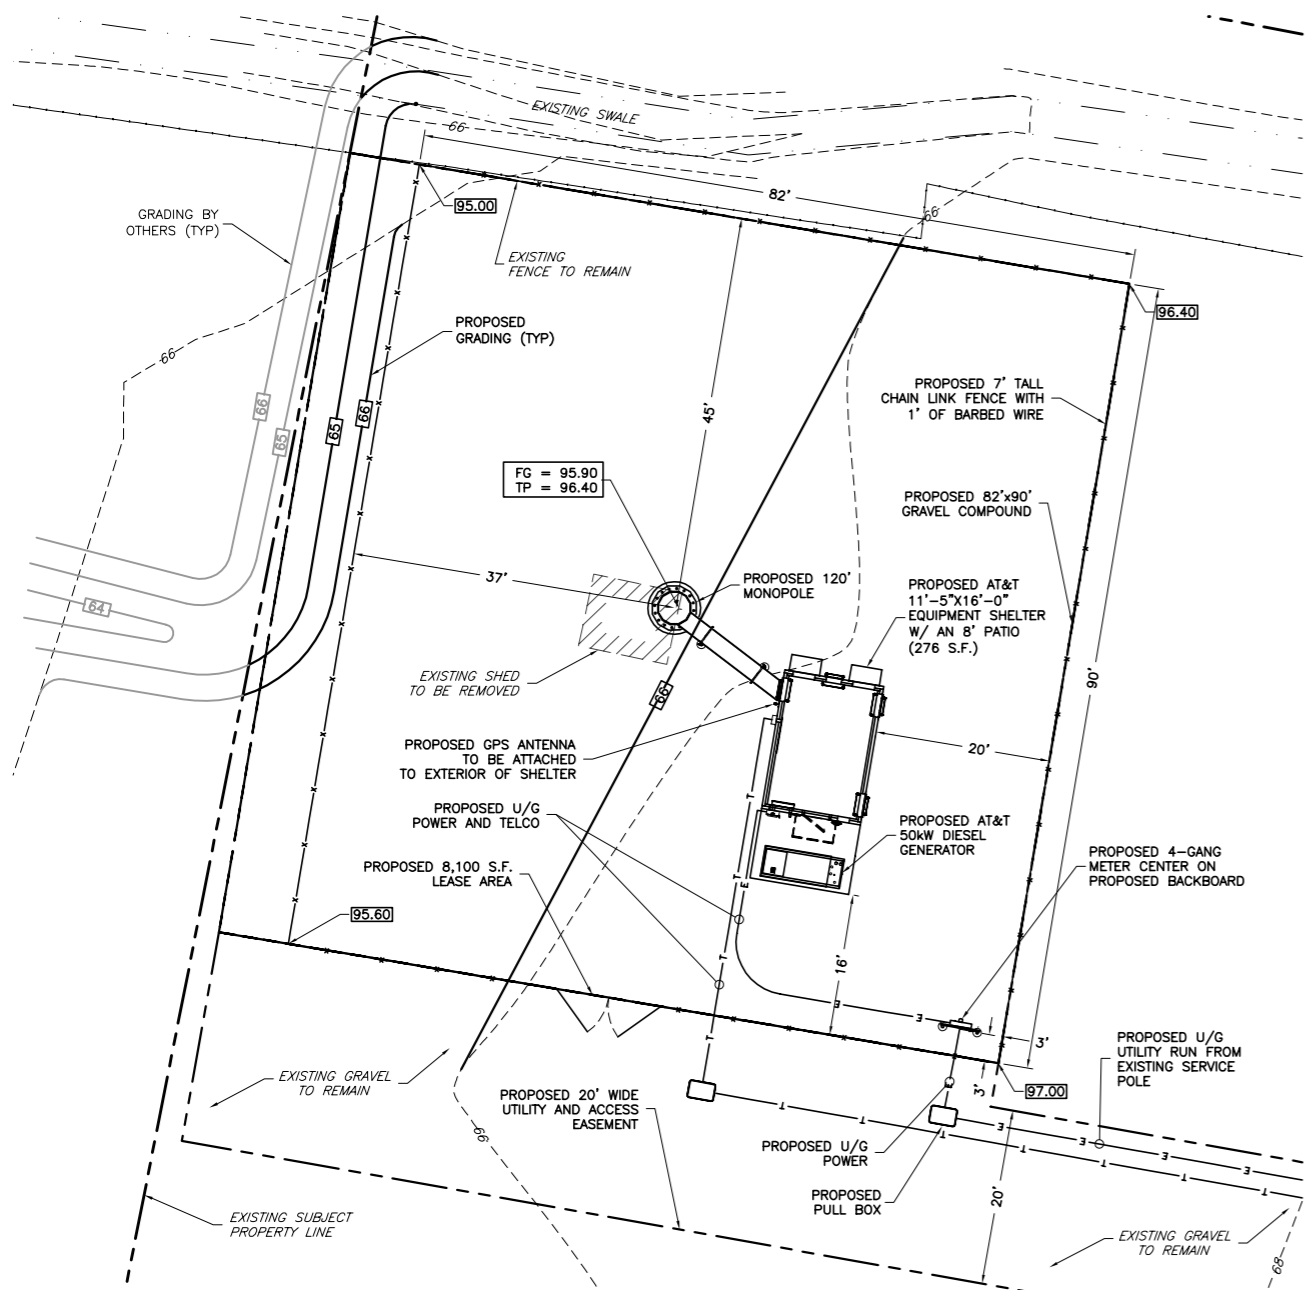 EXISTING SWALE
66
82'
66
GRADING BY
OTHERS (TYP)
95.00
EXISTING
FENCE TO REMAIN
96.40
PROPOSED
GRADING (TYP)
66
45'
PROPOSED 7' TALL
CHAIN LINK FENCE WITH
1' OF BARBED WIRE
66
65
65
66
FG = 95.90
TP = 96.40
PROPOSED 82'x90'
GRAVEL COMPOUND
37'
PROPOSED 120'
MONOPOLE
PROPOSED AT&T
11'-5"X16'-0"
EQUIPMENT SHELTER
W/ AN 8' PATIO
(276 S.F.)
64
EXISTING SHED
TO BE REMOVED
66
90'
PROPOSED GPS ANTENNA
TO BE ATTACHED
TO EXTERIOR OF SHELTER
20'
PROPOSED U/G
POWER AND TELCO
T
PROPOSED AT&T
50kW DIESEL
GENERATOR
PROPOSED 8,100 S.F.
LEASE AREA
PROPOSED 4-GANG
METER CENTER ON
PROPOSED BACKBOARD
T
E
95.60
T
16'
E
E
T
3'
PROPOSED U/G
UTILITY RUN FROM
EXISTING SERVICE
POLE
EXISTING GRAVEL
TO REMAIN
3'
97.00
PROPOSED 20' WIDE
UTILITY AND ACCESS
EASEMENT
66
T
T
T
T
T
T
E
E
E
PROPOSED U/G
POWER
PROPOSED
PULL BOX
20'
EXISTING SUBJECT
PROPERTY LINE
EXISTING GRAVEL
TO REMAIN
68